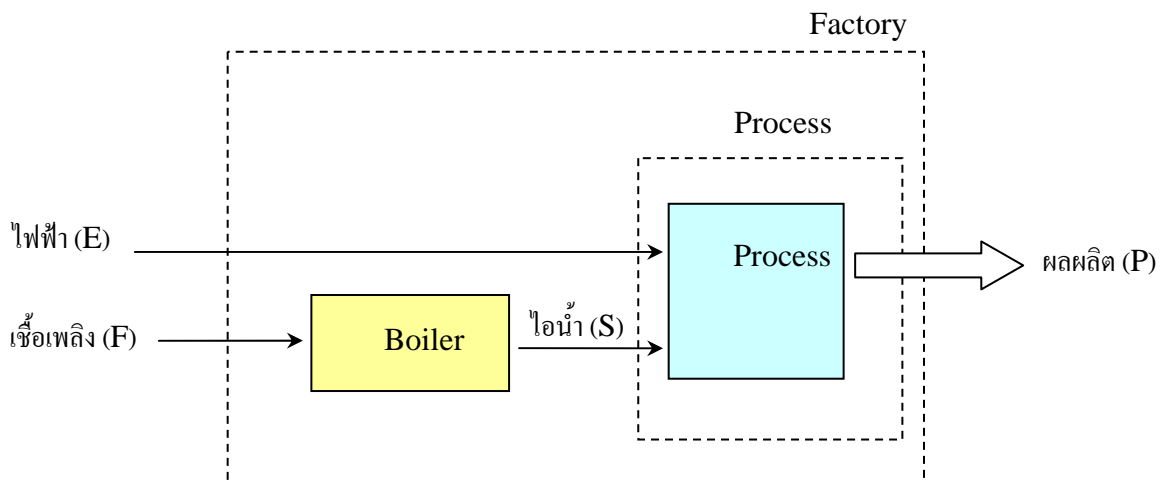 Factory
Process
ไฟฟ้า (E)
Process
ผลผลิต (P)
เชื้อเพลิง (F)
Boiler
ไอน้ำ (S)